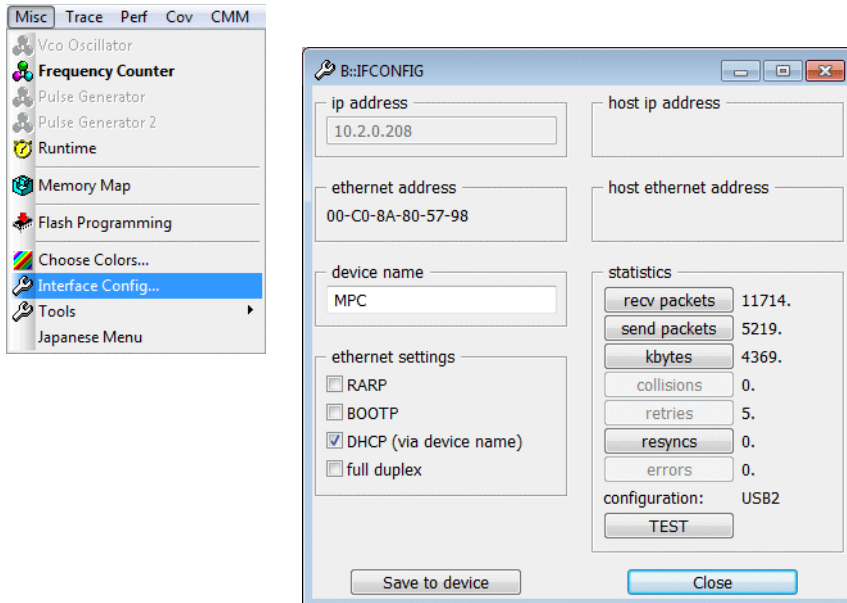 Misc Trace Perf Cov CMM
Vco Oscillator
Frequency Counter
Pulse Generator
Pulse Generator 2
Runtime
Memory Map
Flash Programming
Choose Colors...
Interface Config...
Tools
Japanese Menu
B::IFCONFIG
ip address
10.2.0.208
ethernet address
00-C0-8A-80-57-98
device name
MPC
ethernet settings
RARP
BOOTP
DHCP (via device name)
full duplex
Save to device
host ip address
host ethernet address
statistics
recv packets 11714.
send packets 5219.
kbytes 4369.
collisions 0.
retries 5.
resyncs 0.
errors 0.
configuration: USB2
TEST
Close